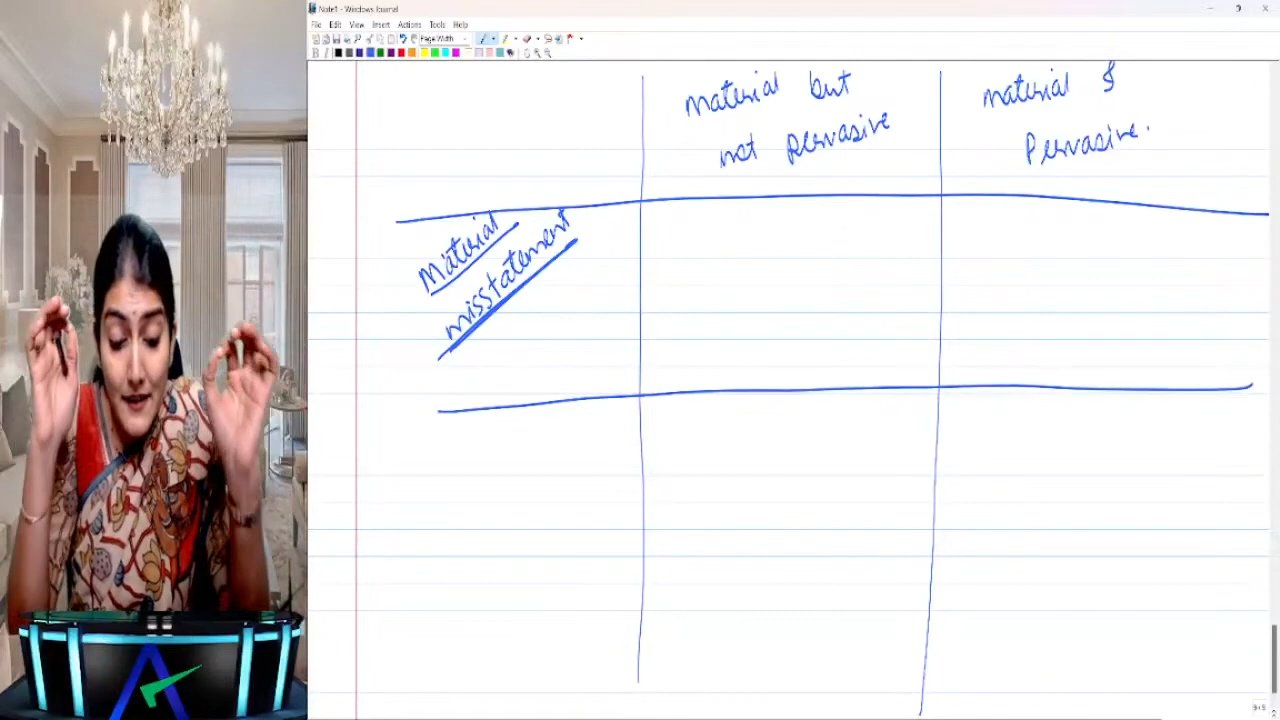 Note1 - Windows Journal
File Edit View Insert Actions Tools Help
Page Width
material but
not pervasive
material &
Pervasive.
Material
misstatement